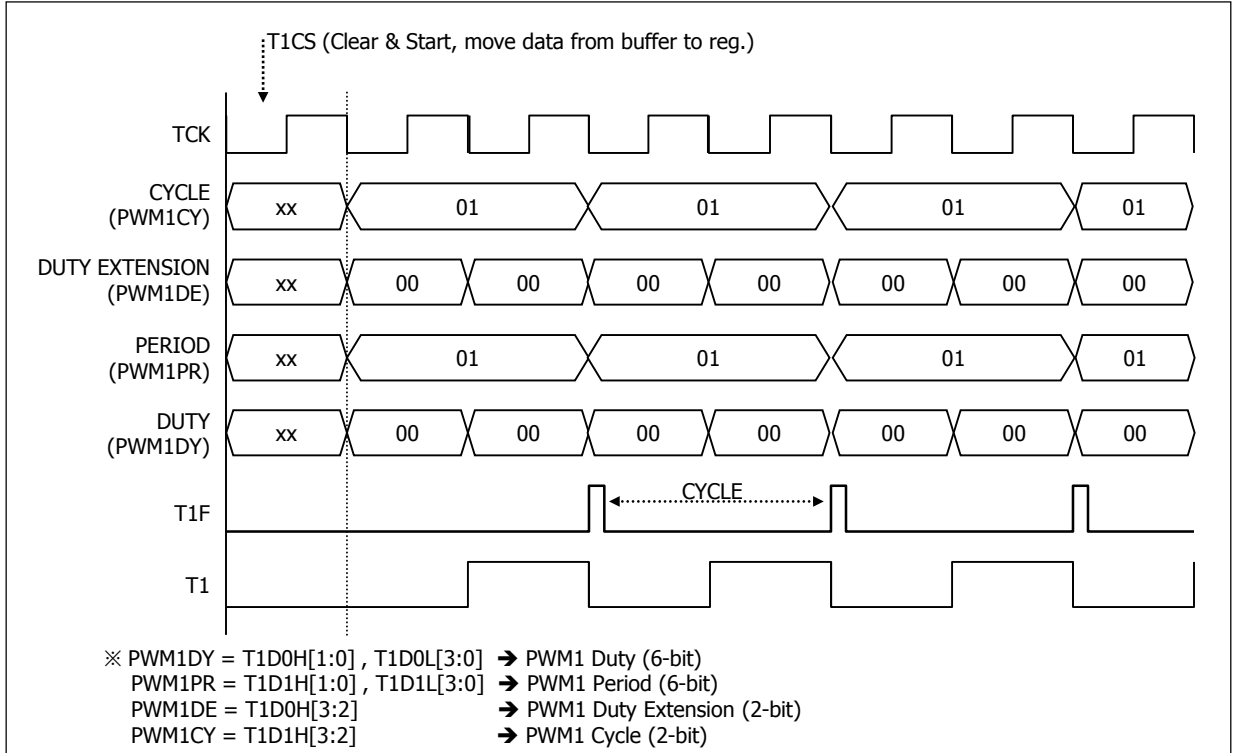 T1CS (Clear & Start, move data from buffer to reg.)
TCK
CYCLE
(PWM1CY)
xx 01 01 01 01
DUTY EXTENSION
(PWM1DE)
xx 00 00 00 00 00 00 00
PERIOD
(PWM1PR)
xx 01 01 01 01
DUTY
(PWM1DY)
xx 00 00 00 00 00 00 00
T1F
CYCLE
T1
※ PWM1DY = T1D0H[1:0] , T1D0L[3:0] ➔ PWM1 Duty (6-bit)
PWM1PR = T1D1H[1:0] , T1D1L[3:0] ➔ PWM1 Period (6-bit)
PWM1DE = T1D0H[3:2] ➔ PWM1 Duty Extension (2-bit)
PWM1CY = T1D1H[3:2] ➔ PWM1 Cycle (2-bit)